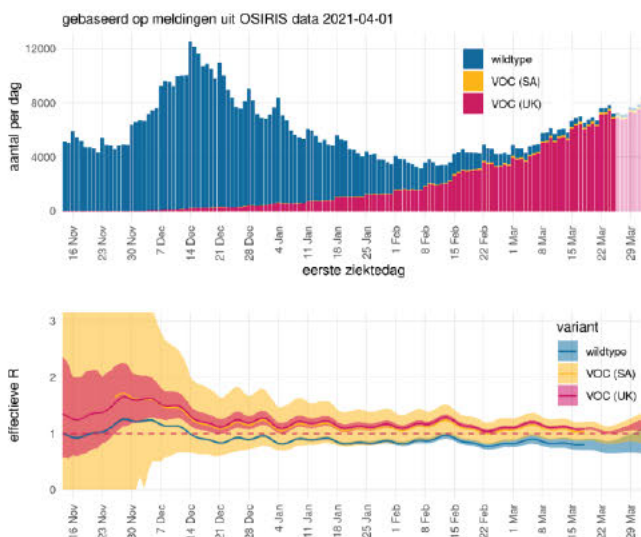 gebaseerd op meldingen uit OSIRIS data 2021-04-01
12000
8000
4000
0
aantal per dag
wildtype
VOC (SA)
VOC (UK)
16 Nov
23 Nov
30 Nov
7 Dec
14 Dec
21 Dec
28 Dec
4 Jan
11 Jan
18 Jan
25 Jan
1 Feb
8 Feb
15 Feb
22 Feb
1 Mar
8 Mar
15 Mar
22 Mar
29 Mar
eerste ziektedag
3
2
1
0
effectieve R
variant
wildtype
VOC (SA)
VOC (UK)
16 Nov
23 Nov
30 Nov
7 Dec
14 Dec
21 Dec
28 Dec
4 Jan
11 Jan
18 Jan
25 Jan
1 Feb
8 Feb
15 Feb
22 Feb
1 Mar
8 Mar
15 Mar
22 Mar
29 Mar